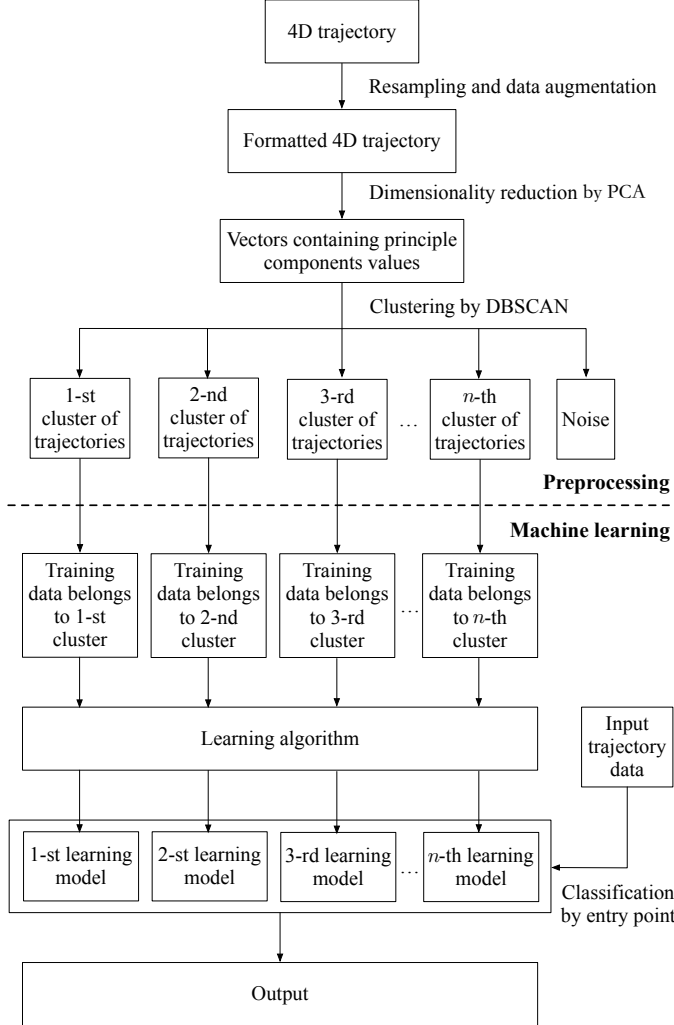 4D trajectory
Resampling and data augmentation
Formatted 4D trajectory
Dimensionality reduction by PCA
Vectors containing principle
components values
Clustering by DBSCAN
1-st
cluster of
trajectories
2-nd
cluster of
trajectories
3-rd
cluster of
trajectories
...
n-th
cluster of
trajectories
Noise
Preprocessing
Machine learning
Training
data belongs
to 1-st
cluster
Training
data belongs
to 2-nd
cluster
Training
data belongs
to 3-rd
cluster
...
Training
data belongs
to n-th
cluster
Learning algorithm
Input
trajectory
data
1-st learning
model
2-st learning
model
3-rd learning
model
...
n-th learning
model
Classification
by entry point
Output